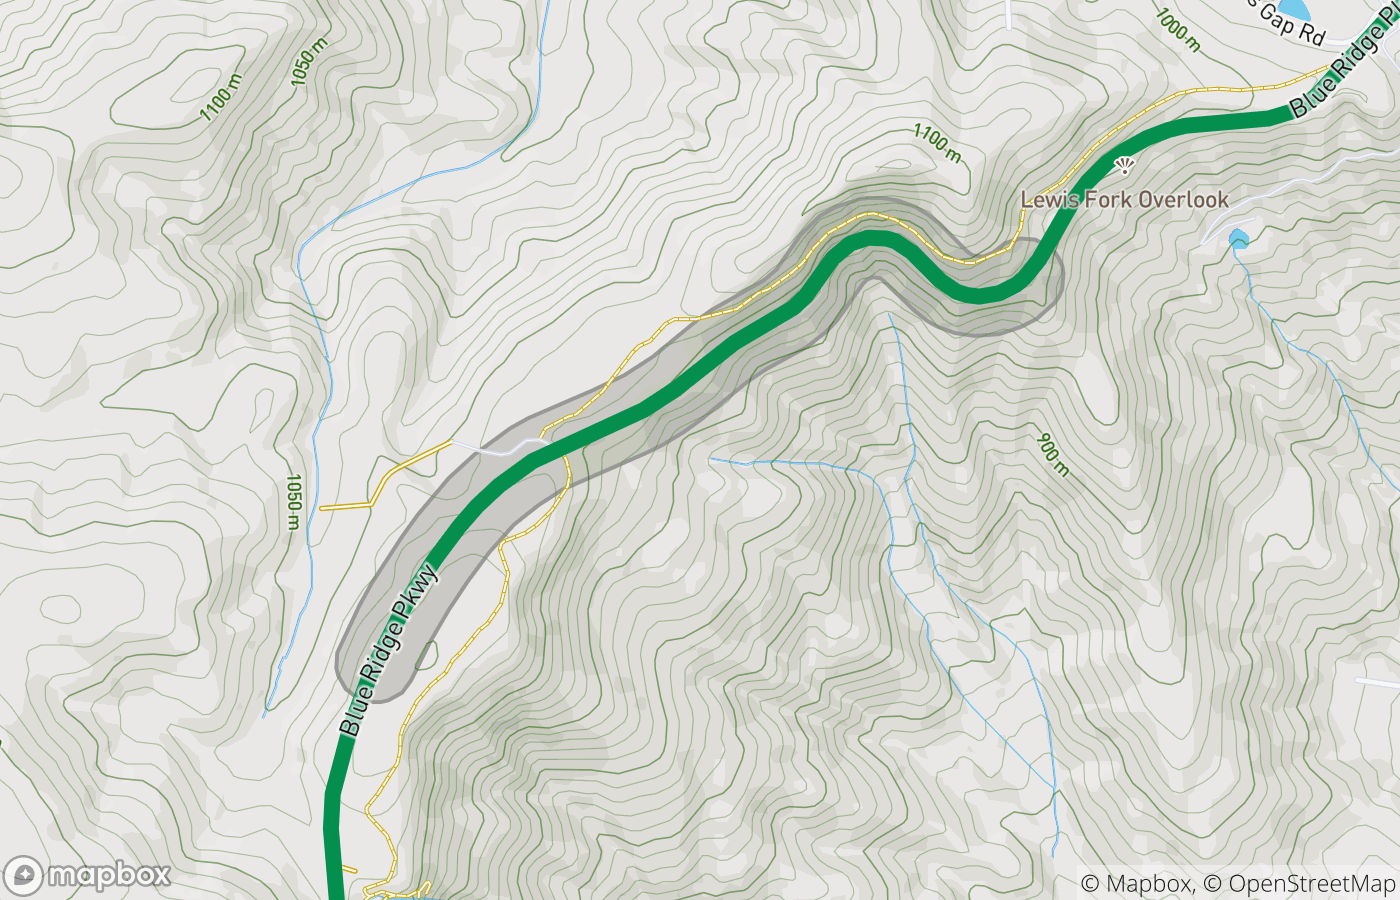 s Gap Rd
1000 m
1050 m
Blue Ridge Pk
1100 m
1100 m
Lewis Fork Overlook
900 m
1050 m
Blue Ridge Pkwy
mapbox
© Mapbox, © OpenStreetMap